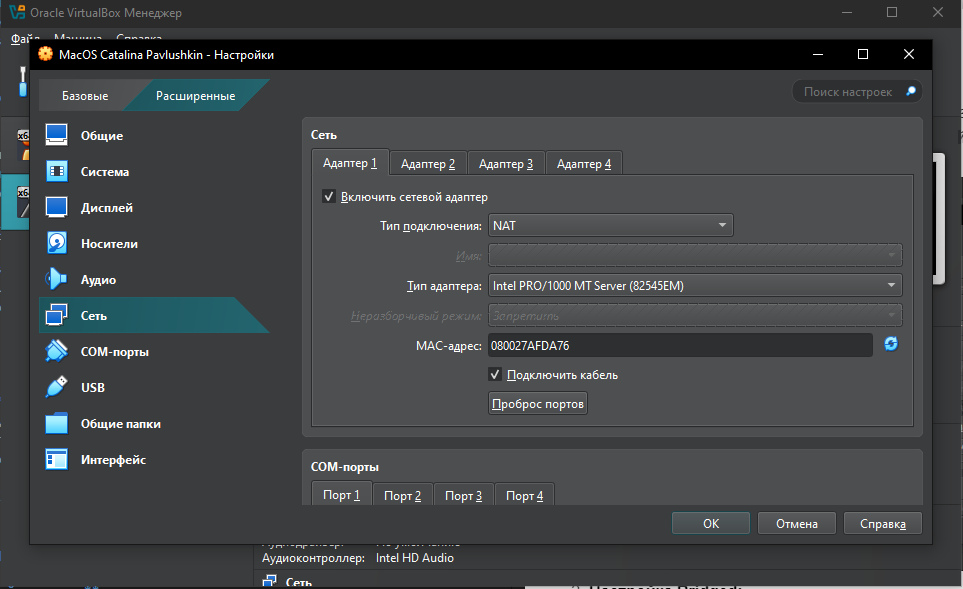 Oracle VirtualBox Менеджер
Файл Машина Справка
MacOS Catalina Pavlushkin - Настройки
Базовые
Расширенные
Поиск настроек
Общие
Система
Дисплей
Носители
Аудио
Сеть
COM-порты
USB
Общие папки
Интерфейс
Сеть
Адаптер 1
Адаптер 2
Адаптер 3
Адаптер 4
Включить сетевой адаптер
Тип подключения: NAT
Имя:
Тип адаптера: Intel PRO/1000 MT Server (82545EM)
Неразборчивый режим: Запретить
MAC-адрес: 080027AFDA76
Подключить кабель
Проброс портов
COM-порты
Порт 1
Порт 2
Порт 3
Порт 4
OK
Отмена
Справка
Аудиоконтроллер: Intel HD Audio
Сеть